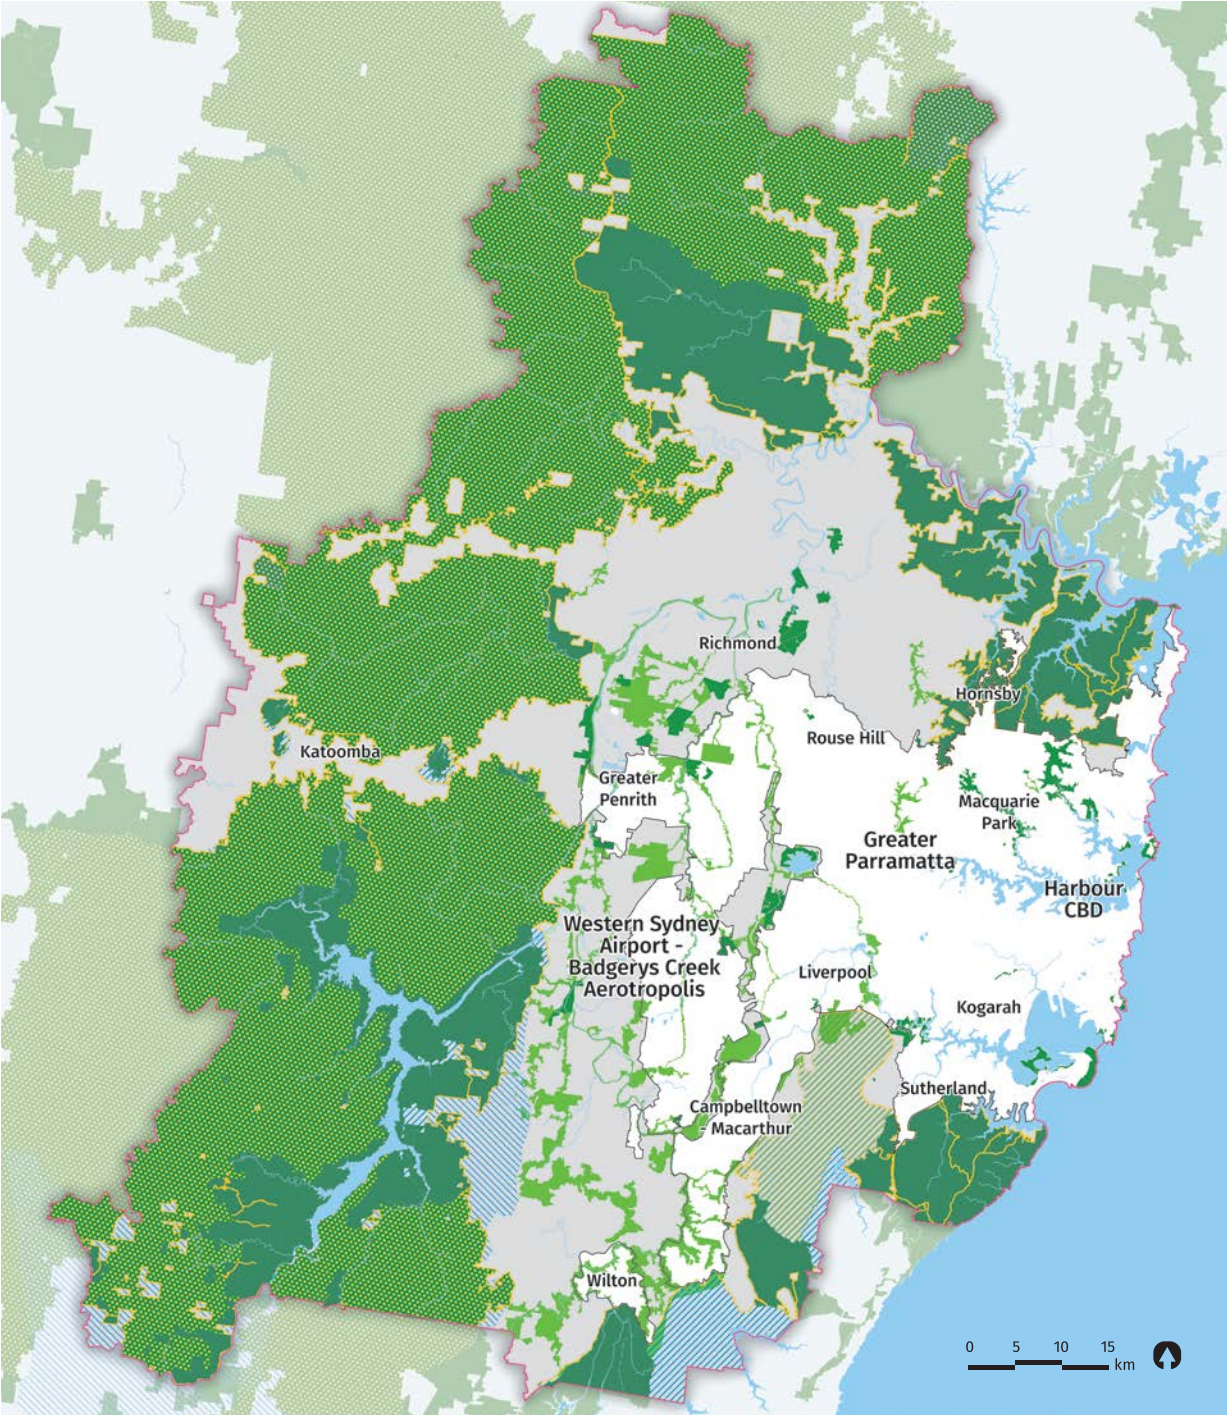 Richmond
Hornsby
Rouse Hill
Katoomba
Greater
Penrith
Macquarie
Park
Greater
Parramatta
Harbour
CBD
Western Sydney
Airport -
Badgerys Creek
Aerotropolis
Liverpool
Kogarah
Sutherland
Campbelltown
- Macarthur
Wilton
0 5 10 15
km